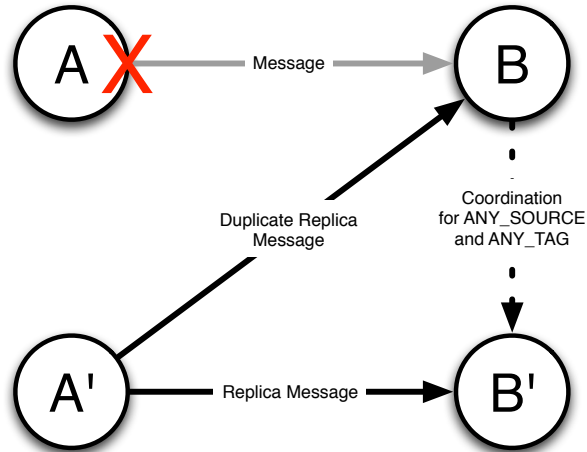 A
X
Message
B
Coordination
for ANY_SOURCE
and ANY_TAG
Duplicate Replica
Message
A'
Replica Message
B'